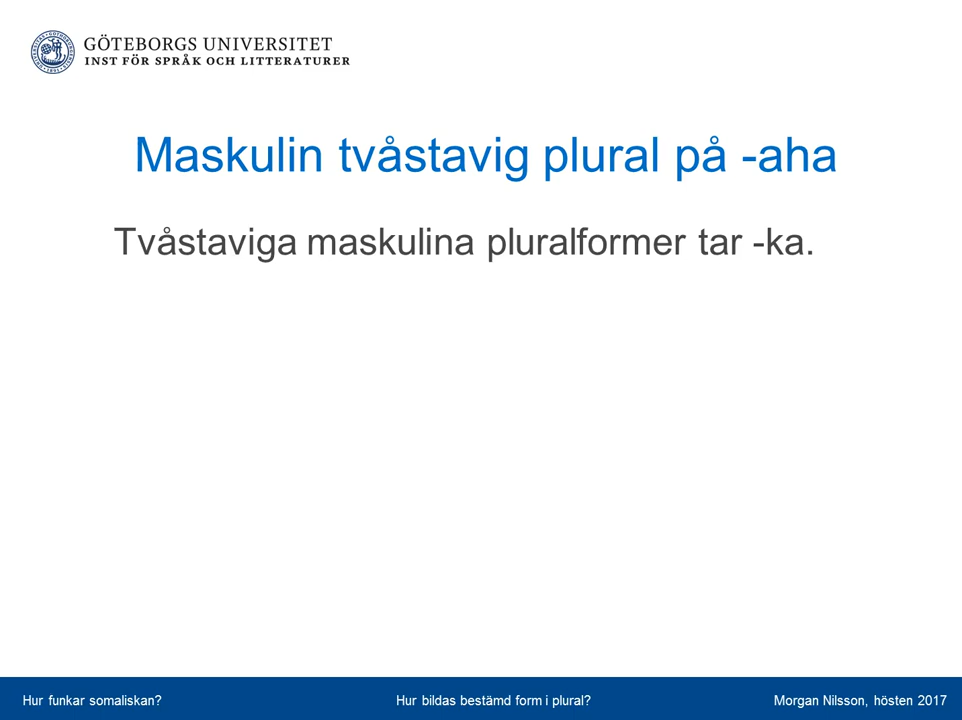 GÖTEBORGS UNIVERSITET
INST FÖR SPRÅK OCH LITTERATURER
Maskulin tvåstavig plural på -aha
Tvåstaviga maskulina pluralformer tar -ka.
Hur funkar somaliskan? Hur bildas bestämd form i plural? Morgan Nilsson, hösten 2017